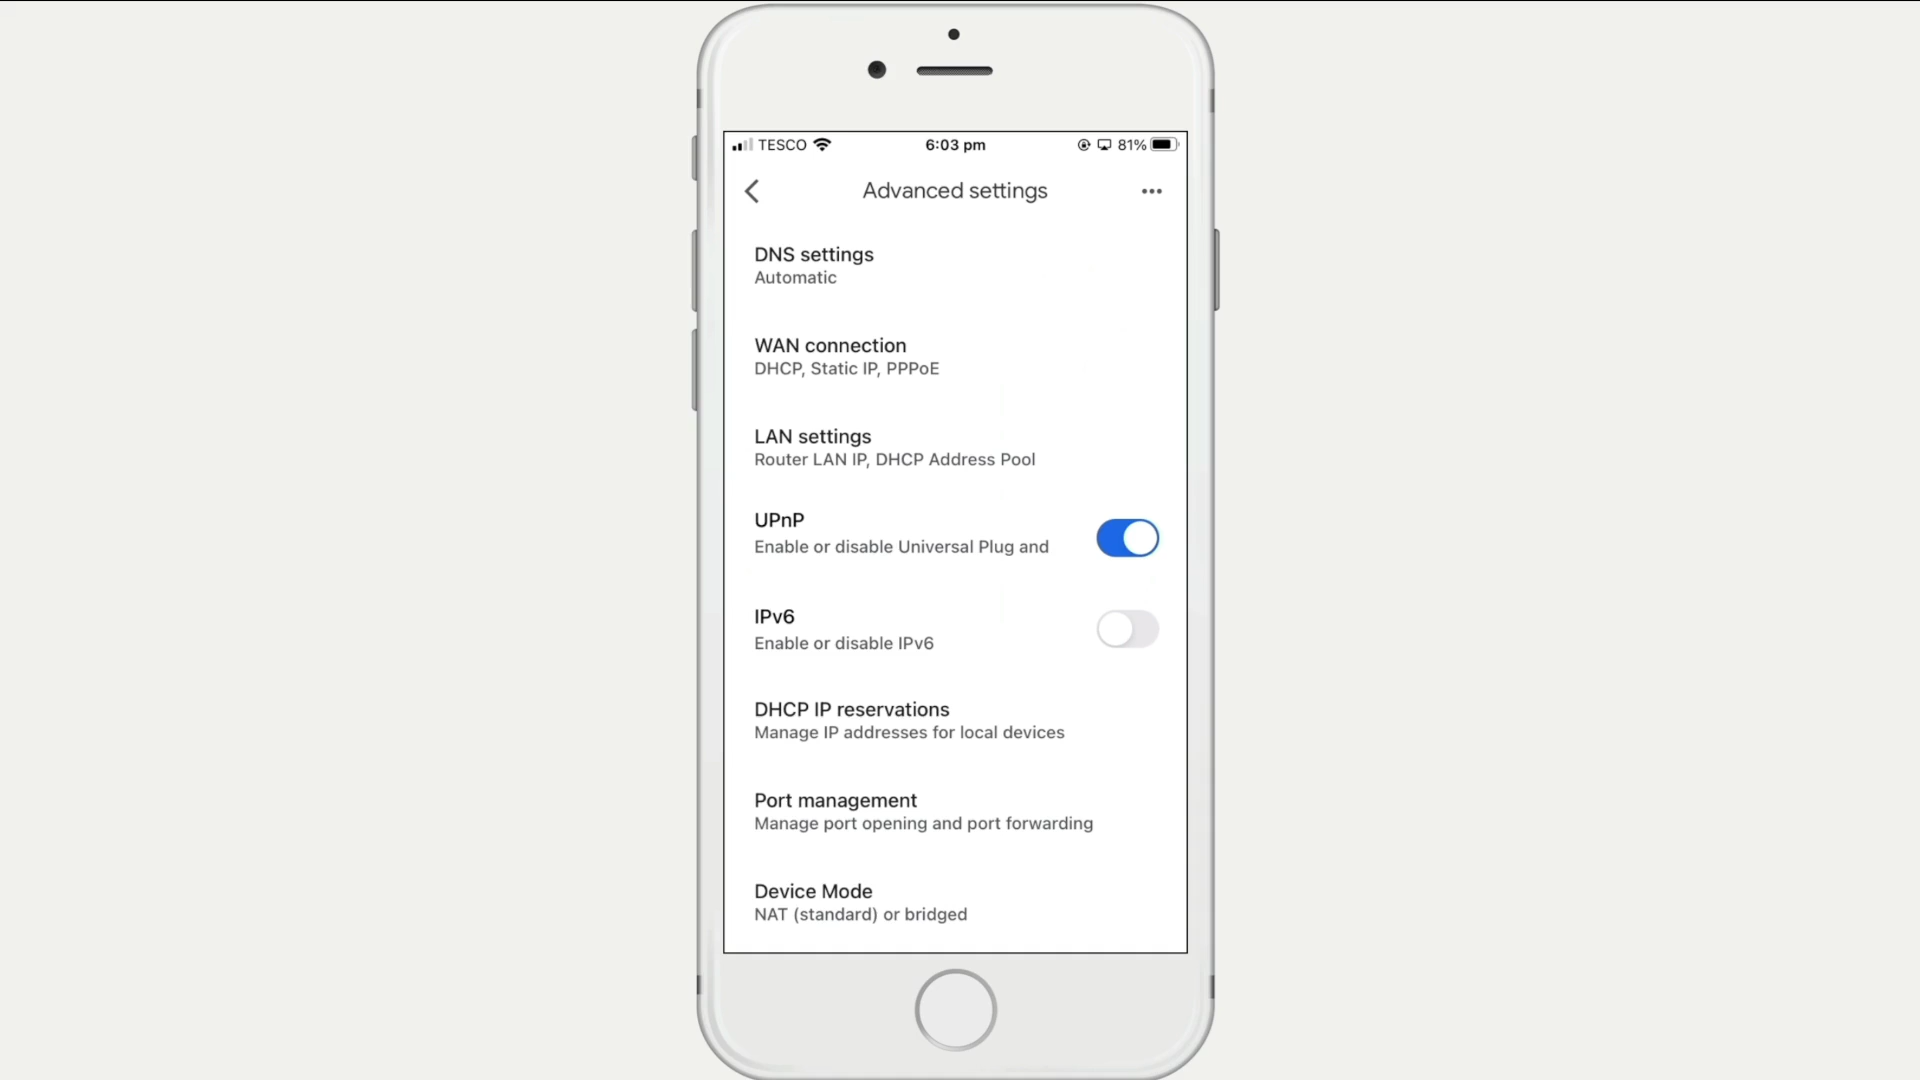 TESCO 6:03 pm 81%
Advanced settings
DNS settings
Automatic
WAN connection
DHCP, Static IP, PPPoE
LAN settings
Router LAN IP, DHCP Address Pool
UPnP
Enable or disable Universal Plug and
IPv6
Enable or disable IPv6
DHCP IP reservations
Manage IP addresses for local devices
Port management
Manage port opening and port forwarding
Device Mode
NAT (standard) or bridged